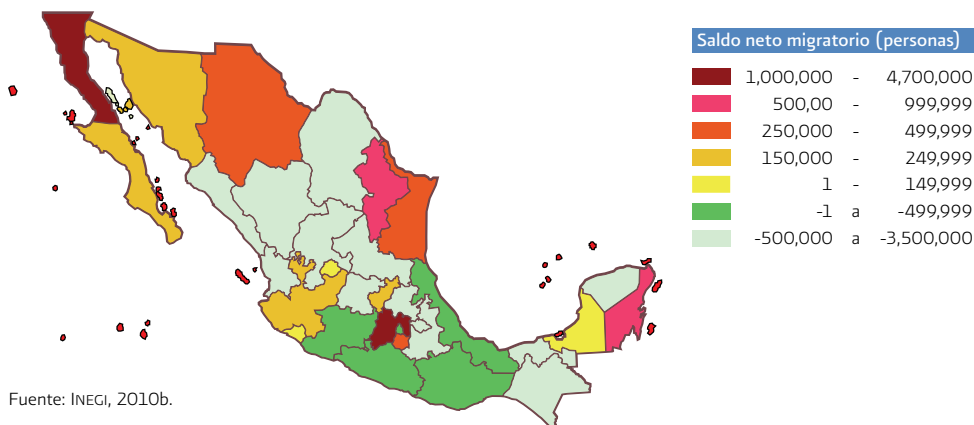 Saldo neto migratorio (personas)
1,000,000 - 4,700,000
500,00 - 999,999
250,000 - 499,999
150,000 - 249,999
1 - 149,999
-1 a -499,999
-500,000 a -3,500,000
Fuente: INEGI, 2010b.